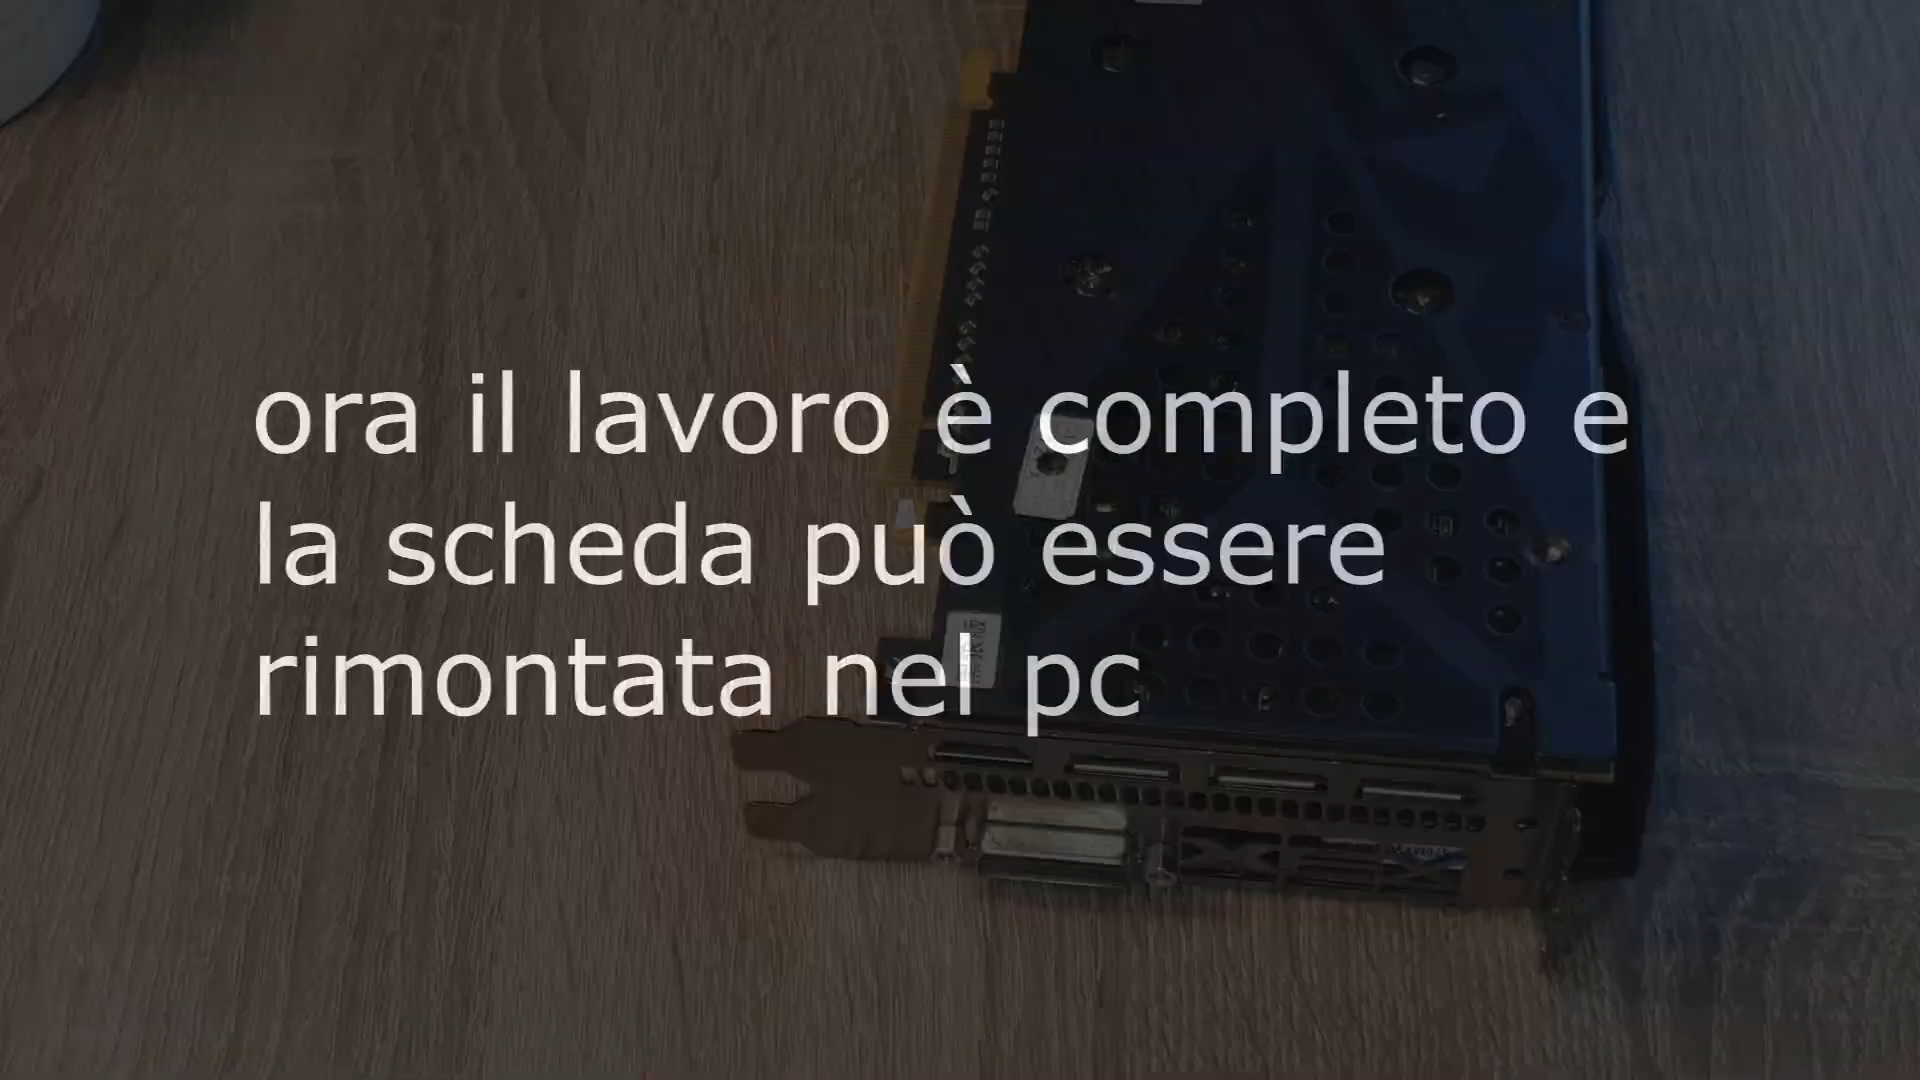 ora il lavoro è completo e
la scheda può essere
rimontata nel pc